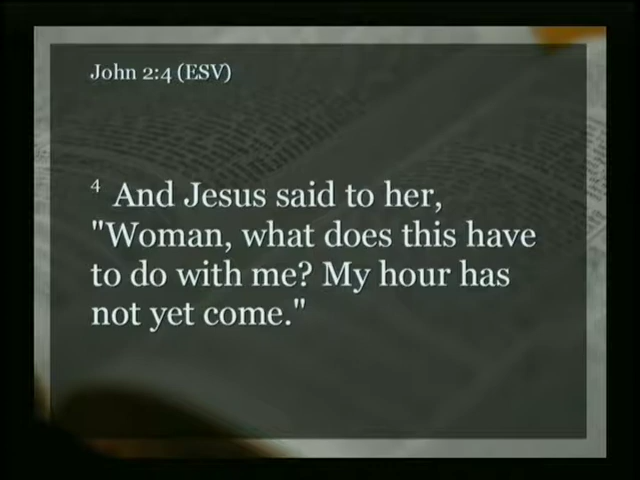 John 2:4 (ESV)
4 And Jesus said to her,
"Woman, what does this have
to do with me? My hour has
not yet come."